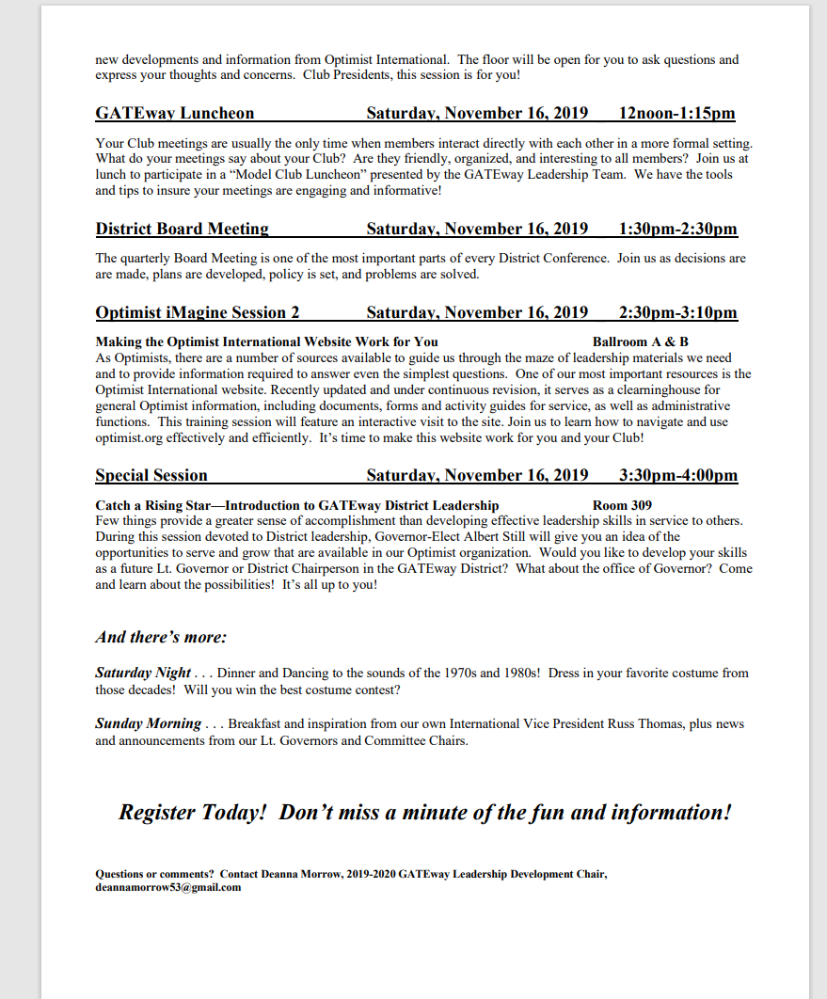 new developments and information from Optimist International.  The floor will be open for you to ask questions and
express your thoughts and concerns.  Club Presidents, this session is for you!
GATEway Luncheon Saturday, November 16, 2019 12noon-1:15pm
Your Club meetings are usually the only time when members interact directly with each other in a more formal setting.
What do your meetings say about your Club?  Are they friendly, organized, and interesting to all members?  Join us at
lunch to participate in a “Model Club Luncheon” presented by the GATEway Leadership Team.  We have the tools
and tips to insure your meetings are engaging and informative!
District Board Meeting Saturday, November 16, 2019 1:30pm-2:30pm
The quarterly Board Meeting is one of the most important parts of every District Conference.  Join us as decisions are
are made, plans are developed, policy is set, and problems are solved.
Optimist iMagine Session 2 Saturday, November 16, 2019 2:30pm-3:10pm
Making the Optimist International Website Work for You Ballroom A & B
As Optimists, there are a number of sources available to guide us through the maze of leadership materials we need
and to provide information required to answer even the simplest questions.  One of our most important resources is the
Optimist International website. Recently updated and under continuous revision, it serves as a clearninghouse for
general Optimist information, including documents, forms and activity guides for service, as well as administrative
functions.  This training session will feature an interactive visit to the site. Join us to learn how to navigate and use
optimist.org effectively and efficiently.  It’s time to make this website work for you and your Club!
Special Session Saturday, November 16, 2019 3:30pm-4:00pm
Catch a Rising Star—Introduction to GATEway District Leadership Room 309
Few things provide a greater sense of accomplishment than developing effective leadership skills in service to others.
During this session devoted to District leadership, Governor-Elect Albert Still will give you an idea of the
opportunities to serve and grow that are available in our Optimist organization.  Would you like to develop your skills
as a future Lt. Governor or District Chairperson in the GATEway District?  What about the office of Governor?  Come
and learn about the possibilities!  It’s all up to you!
And there’s more:
Saturday Night . . . Dinner and Dancing to the sounds of the 1970s and 1980s!  Dress in your favorite costume from
those decades!  Will you win the best costume contest?
Sunday Morning . . . Breakfast and inspiration from our own International Vice President Russ Thomas, plus news
and announcements from our Lt. Governors and Committee Chairs.
Register Today!  Don’t miss a minute of the fun and information!
Questions or comments?  Contact Deanna Morrow, 2019-2020 GATEway Leadership Development Chair,
deannamorrow53@gmail.com